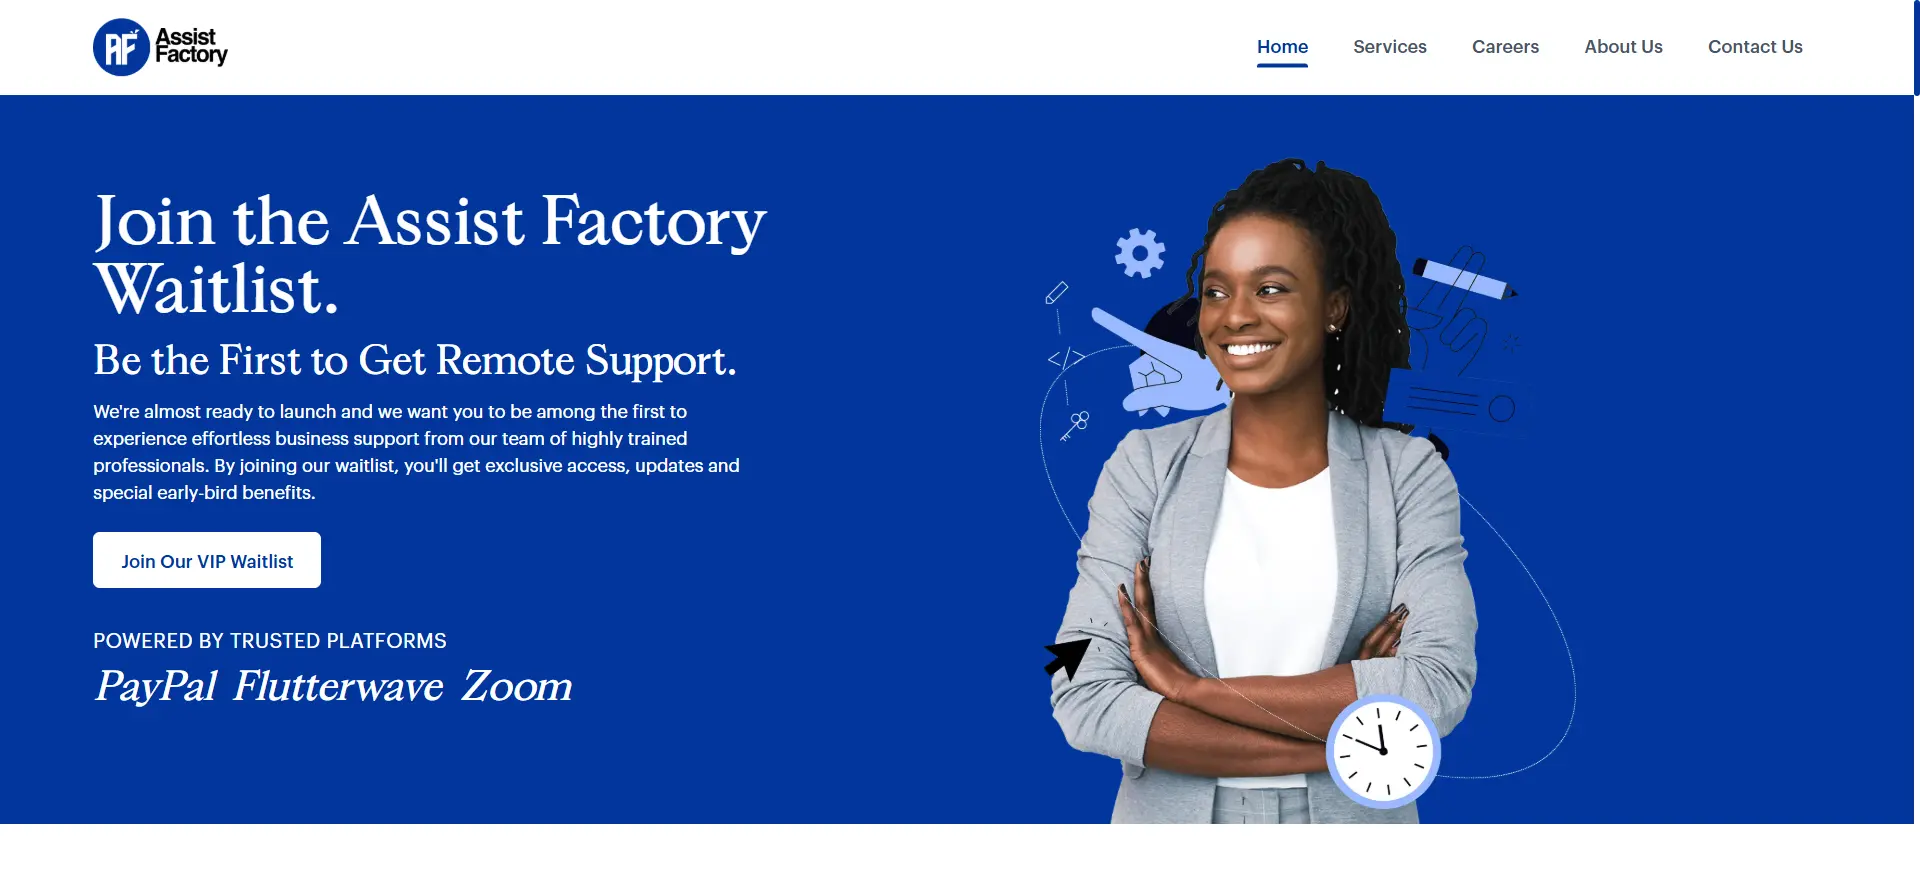 AF
Assist
Factory
Home Services Careers About Us Contact Us
Join the Assist Factory
Waitlist.
Be the First to Get Remote Support.
We're almost ready to launch and we want you to be among the first to
experience effortless business support from our team of highly trained
professionals. By joining our waitlist, you'll get exclusive access, updates and
special early-bird benefits.
Join Our VIP Waitlist
POWERED BY TRUSTED PLATFORMS
PayPal Flutterwave Zoom